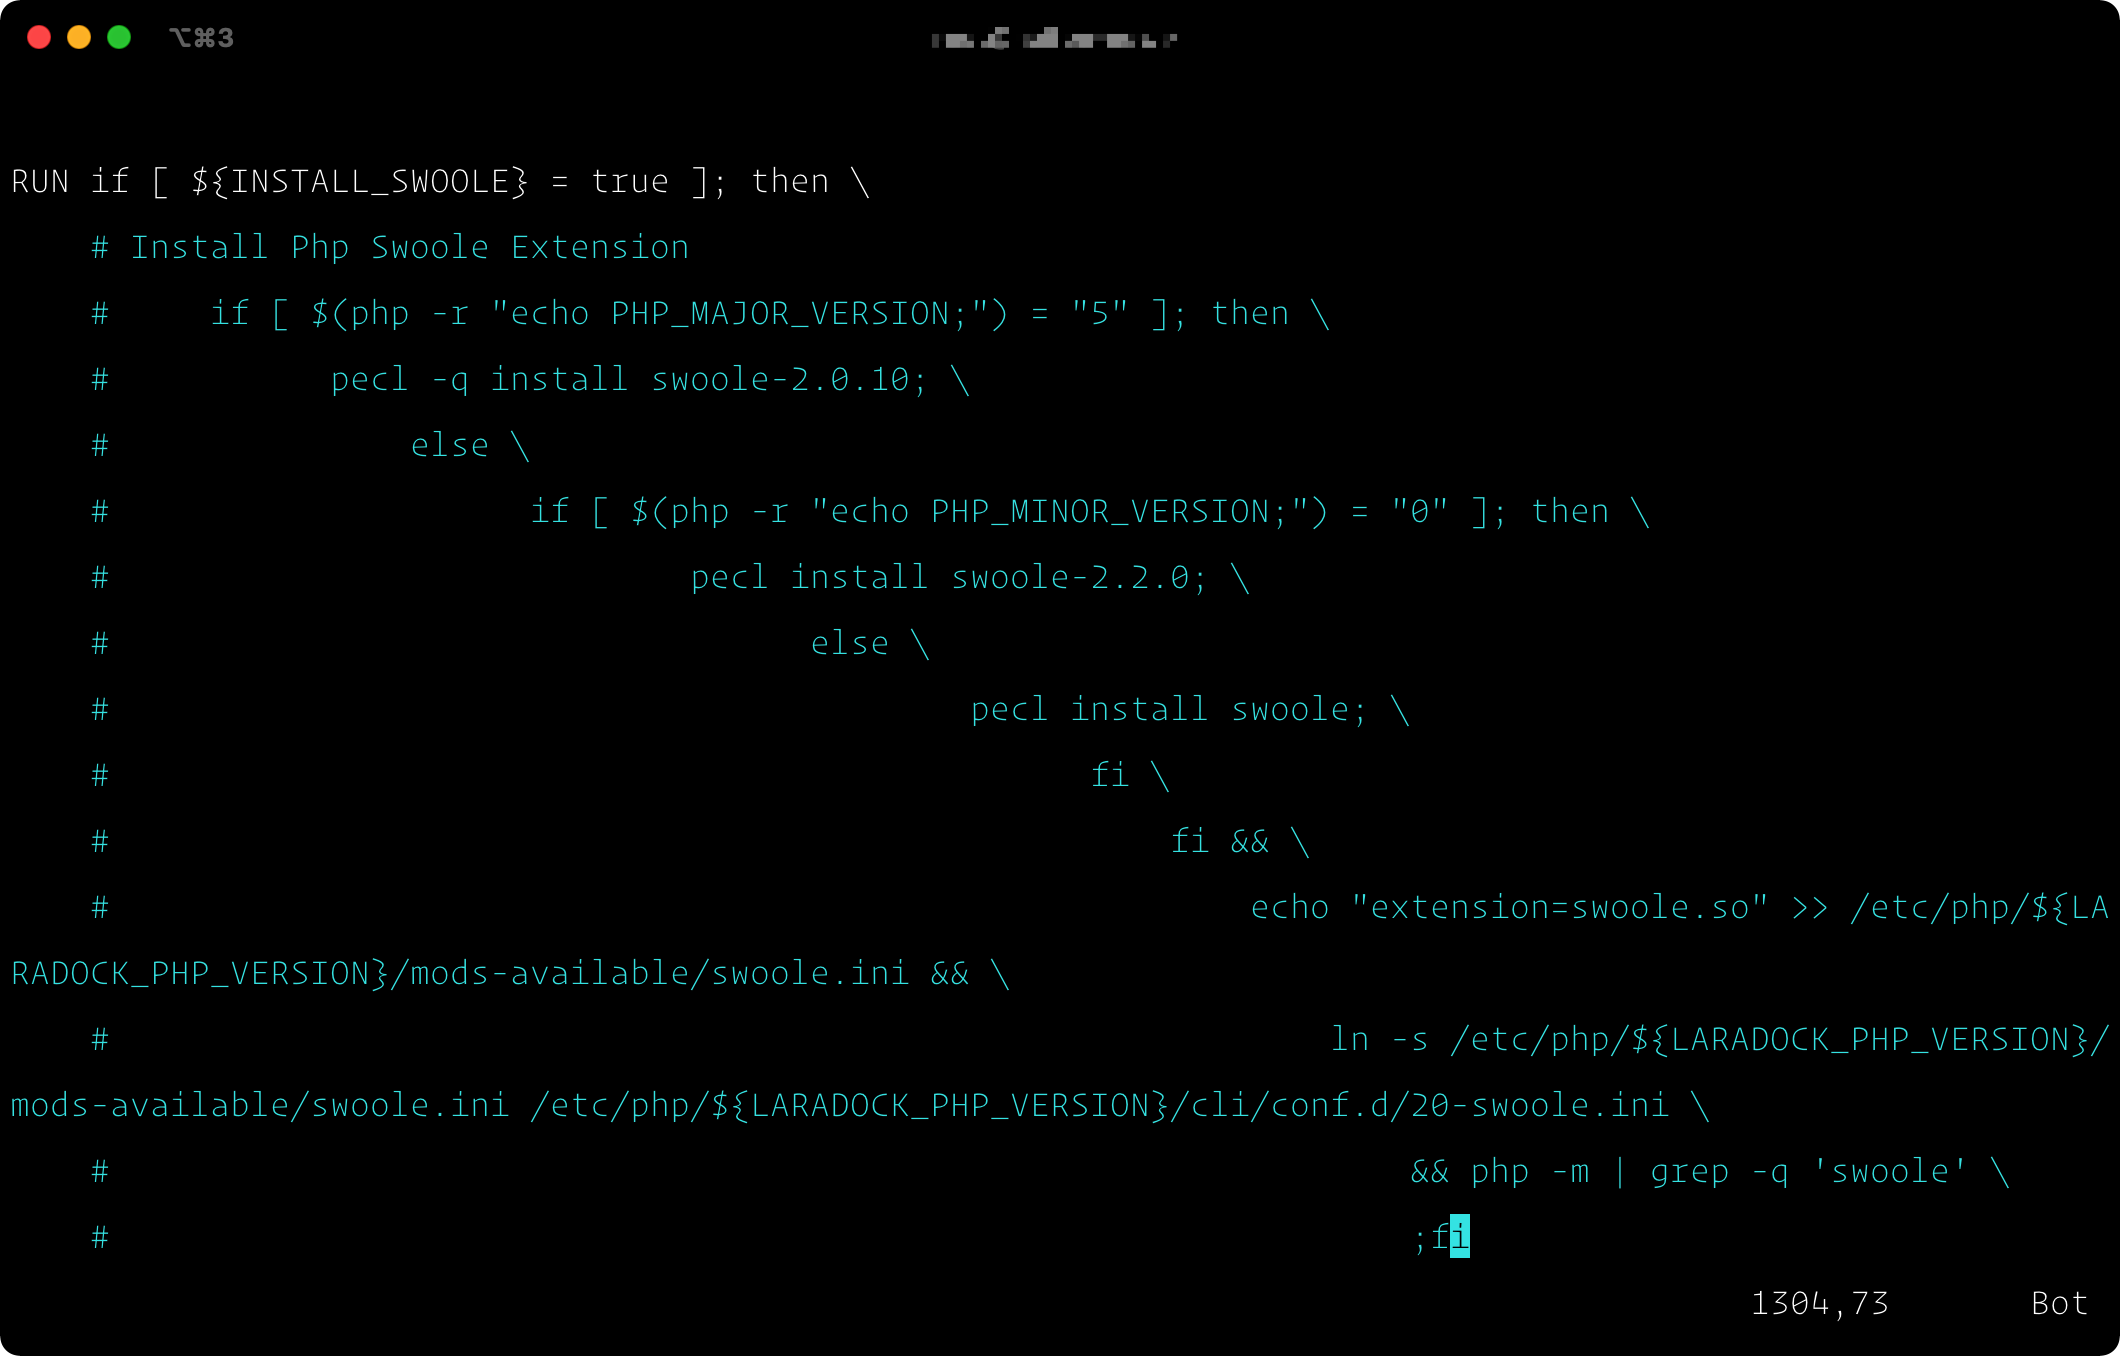 ⌥⌘3
RUN if [ ${INSTALL_SWOOLE} = true ]; then \
    # Install Php Swoole Extension
    #     if [ $(php -r "echo PHP_MAJOR_VERSION;") = "5" ]; then \
    #           pecl -q install swoole-2.0.10; \
    #               else \
    #                     if [ $(php -r "echo PHP_MINOR_VERSION;") = "0" ]; then \
    #                             pecl install swoole-2.2.0; \
    #                                   else \
    #                                           pecl install swoole; \
    #                                                 fi \
    #                                                     fi && \
    #                                                         echo "extension=swoole.so" >> /etc/php/${LA
RADOCK_PHP_VERSION}/mods-available/swoole.ini && \
    #                                                             ln -s /etc/php/${LARADOCK_PHP_VERSION}/
mods-available/swoole.ini /etc/php/${LARADOCK_PHP_VERSION}/cli/conf.d/20-swoole.ini \
    #                                                                 && php -m | grep -q 'swoole' \
    #                                                                 ;fi
1304,73       Bot